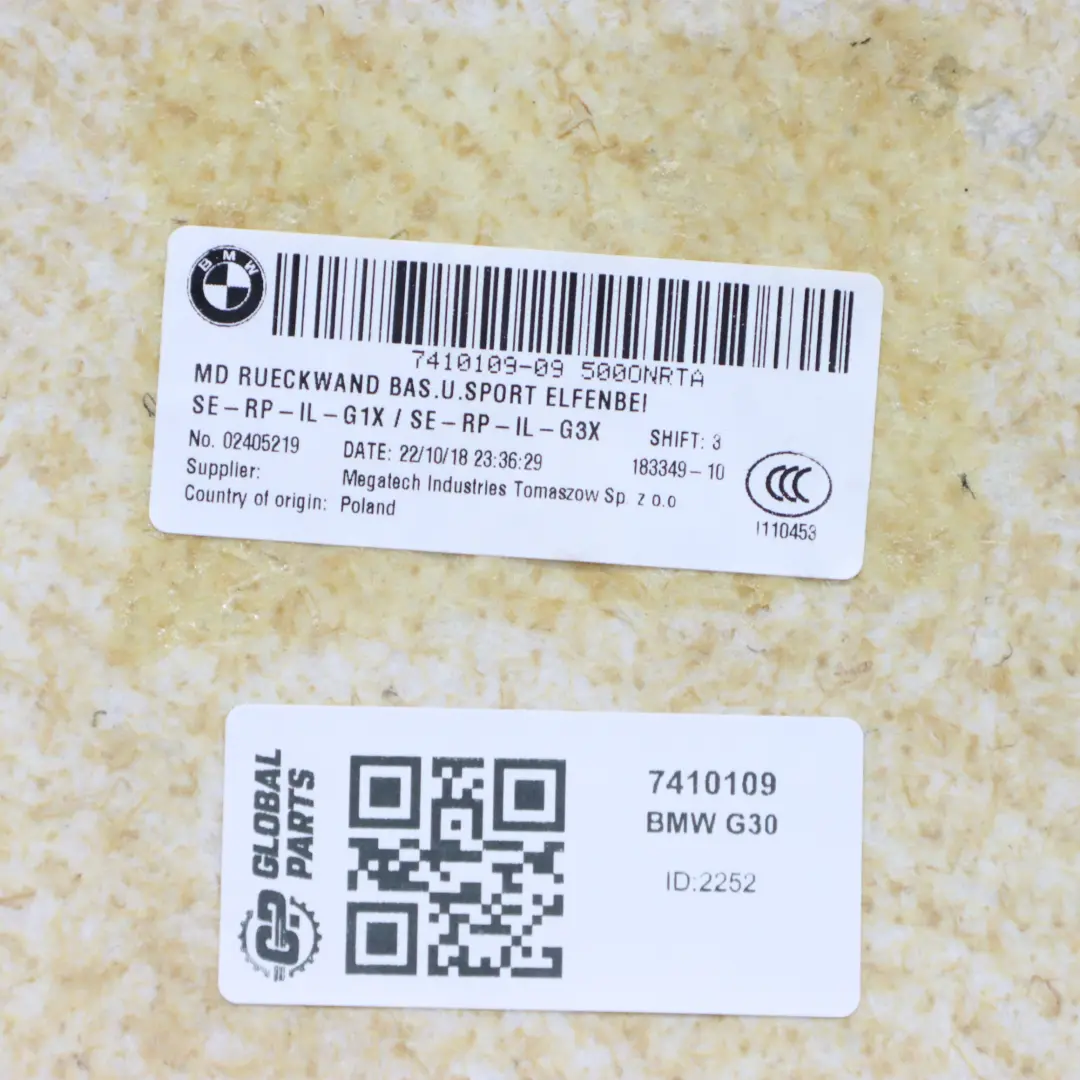 BMW
7410109-09 5000NRTA
MD RUECKWAND BAS.U.SPORT ELFENBEI
SE-RP-IL-G1X / SE-RP-IL-G3X SHIFT: 3
No. 02405219 DATE: 22/10/18 23:36:29 183349-10
Supplier: Megatech Industries Tomaszow Sp. z o.o
Country of origin: Poland
CCC
I110453
GP GLOBAL PARTS
7410109
BMW G30
ID:2252